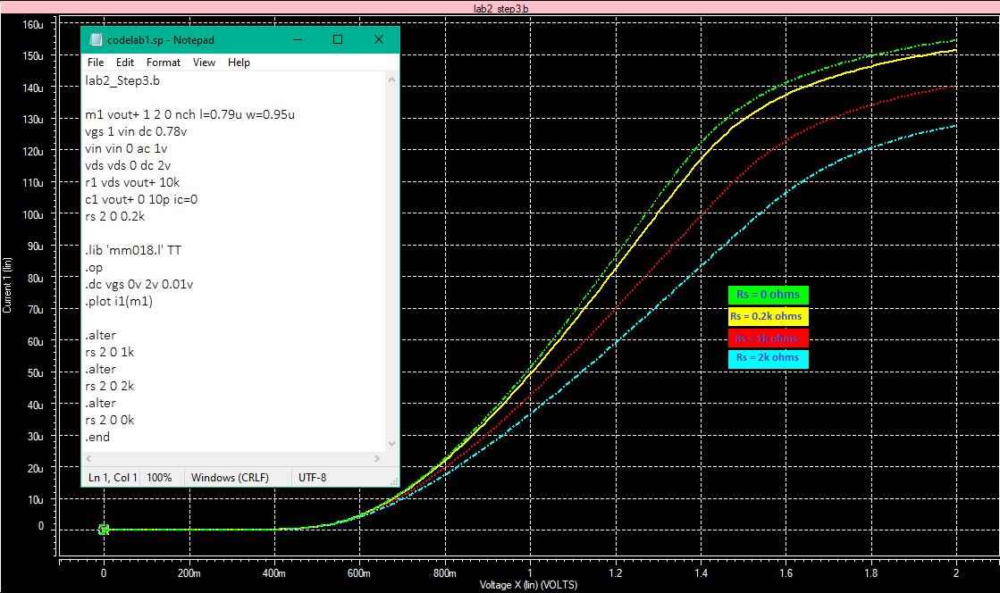 lab2_step3.b
codelab1.sp - Notepad
File Edit Format View Help
lab2_Step3.b
m1 vout+ 1 2 0 nch l=0.79u w=0.95u
vgs 1 vin dc 0.78v
vin vin 0 ac 1v
vds vds 0 dc 2v
r1 vds vout+ 10k
c1 vout+ 0 10p ic=0
rs 2 0 0.2k
.lib 'mm018.l' TT
.op
.dc vgs 0v 2v 0.01v
.plot i1(m1)
.alter
rs 2 0 1k
.alter
rs 2 0 2k
.alter
rs 2 0 0k
.end
Ln 1, Col 1 100% Windows (CRLF) UTF-8
Current 1 (lin)
160u
150u
140u
130u
120u
110u
100u
90u
80u
70u
60u
50u
40u
30u
20u
10u
0
Rs = 0 ohms
Rs = 0.2k ohms
Rs = 1k ohms
Rs = 2k ohms
0 200m 400m 600m 800m 1 1.2 1.4 1.6 1.8 2
Voltage X (lin) (VOLTS)